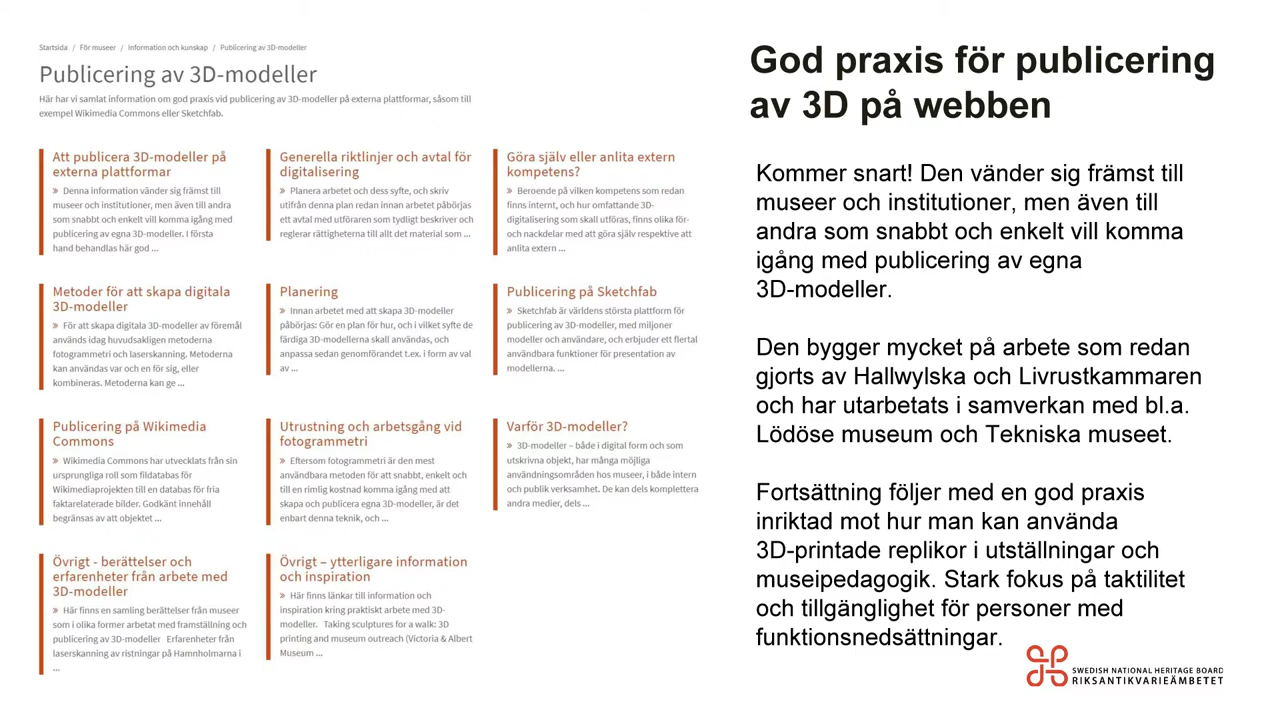 Startsida / För museer / Information och kunskap / Publicering av 3D-modeller
Publicering av 3D-modeller
Här har vi samlat information om god praxis vid publicering av 3D-modeller på externa plattformar, såsom till
exempel Wikimedia Commons eller Sketchfab.
Att publicera 3D-modeller på
externa plattformar
» Denna information vänder sig främst till
museer och institutioner, men även till andra
som snabbt och enkelt vill komma igång med
publicering av egna 3D-modeller. I första
hand behandlas här god ...
Generella riktlinjer och avtal för
digitalisering
» Planera arbetet och dess syfte, och skriv
utifrån denna plan redan innan arbetet påbörjas
ett avtal med utföraren som tydligt beskriver och
reglerar rättigheterna till allt det material som ...
Göra själv eller anlita extern
kompetens?
» Beroende på vilken kompetens som redan
finns internt, och hur omfattande 3D-
digitalisering som skall utföras, finns olika för-
och nackdelar med att göra själv respektive att
anlita extern ...
Metoder för att skapa digitala
3D-modeller
» För att skapa digitala 3D-modeller av föremål
används idag huvudsakligen metoderna
fotogrammetri och laserskanning. Metoderna
kan användas var och en för sig, eller
kombineras. Metoderna kan ge ...
Planering
» Innan arbetet med att skapa 3D-modeller
påbörjas: Gör en plan för hur, och i vilket syfte de
färdiga 3D-modellerna skall användas, och
anpassa sedan genomförandet t.ex. i form av val
av ...
Publicering på Sketchfab
» Sketchfab är världens största plattform för
publicering av 3D-modeller, med miljoner
modeller och användare, och erbjuder ett flertal
användbara funktioner för presentation av
modellerna. ...
Publicering på Wikimedia
Commons
» Wikimedia Commons har utvecklats från sin
ursprungliga roll som fildatabas för
Wikimediaprojekten till en databas för fria
faktarelaterade bilder. Godkänt innehåll
begränsas av att objektet ...
Utrustning och arbetsgång vid
fotogrammetri
» Eftersom fotogrammetri är den mest
användbara metoden för att snabbt, enkelt och
till en rimlig kostnad komma igång med att
skapa och publicera egna 3D-modeller, är det
enbart denna teknik, och ...
Varför 3D-modeller?
» 3D-modeller – både i digital form och som
utskrivna objekt, har många möjliga
användningsområden hos museer, i både intern
och publik verksamhet. De kan dels komplettera
andra medier, dels ...
Övrigt - berättelser och
erfarenheter från arbete med
3D-modeller
» Här finns en samling berättelser från museer
som i olika former arbetat med framställning och
publicering av 3D-modeller Erfarenheter från
laserskanning av ristningar på Hamnholmarna i
...
Övrigt – ytterligare information
och inspiration
» Här finns länkar till information och
inspiration kring praktiskt arbete med 3D-
modeller. Taking sculptures for a walk: 3D
printing and museum outreach (Victoria & Albert
Museum ...
God praxis för publicering
av 3D på webben
Kommer snart! Den vänder sig främst till
museer och institutioner, men även till
andra som snabbt och enkelt vill komma
igång med publicering av egna
3D-modeller.
Den bygger mycket på arbete som redan
gjorts av Hallwylska och Livrustkammaren
och har utarbetats i samverkan med bl.a.
Lödöse museum och Tekniska museet.
Fortsättning följer med en god praxis
inriktad mot hur man kan använda
3D-printade replikor i utställningar och
museipedagogik. Stark fokus på taktilitet
och tillgänglighet för personer med
funktionsnedsättningar.
SWEDISH NATIONAL HERITAGE BOARD
RIKSANTIKVARIEÄMBETET